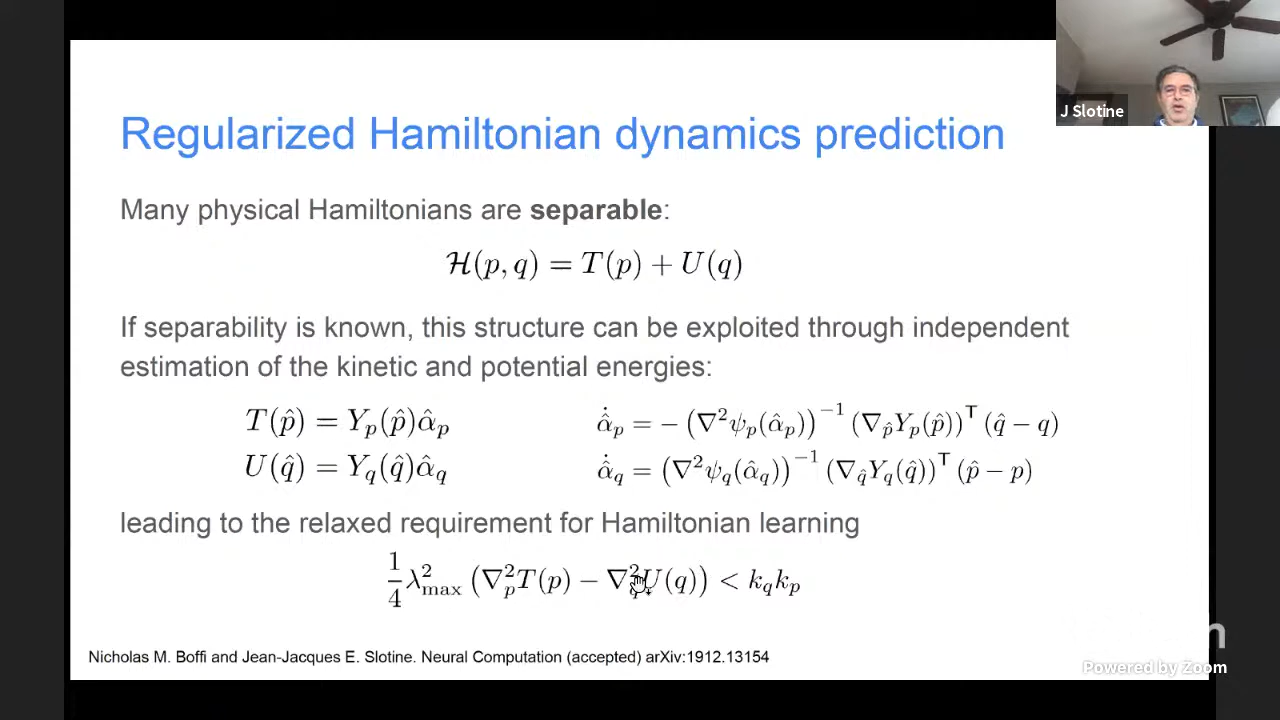 J Slotine
Regularized Hamiltonian dynamics prediction
Many physical Hamiltonians are separable:
ℋ(p, q) = T(p) + U(q)
If separability is known, this structure can be exploited through independent
estimation of the kinetic and potential energies:
T(p̂) = Y_p(p̂)α̂_p    α̂̇_p = −(∇²ψ_p(α̂_p))⁻¹ (∇_p̂ Y_p(p̂))ᵀ (q̂ − q)
U(q̂) = Y_q(q̂)α̂_q    α̂̇_q = (∇²ψ_q(α̂_q))⁻¹ (∇_q̂ Y_q(q̂))ᵀ (p̂ − p)
leading to the relaxed requirement for Hamiltonian learning
1/4 λ²_max (∇²_p T(p) − ∇²_q U(q)) < k_q k_p
Nicholas M. Boffi and Jean-Jacques E. Slotine. Neural Computation (accepted) arXiv:1912.13154
Powered by Zoom